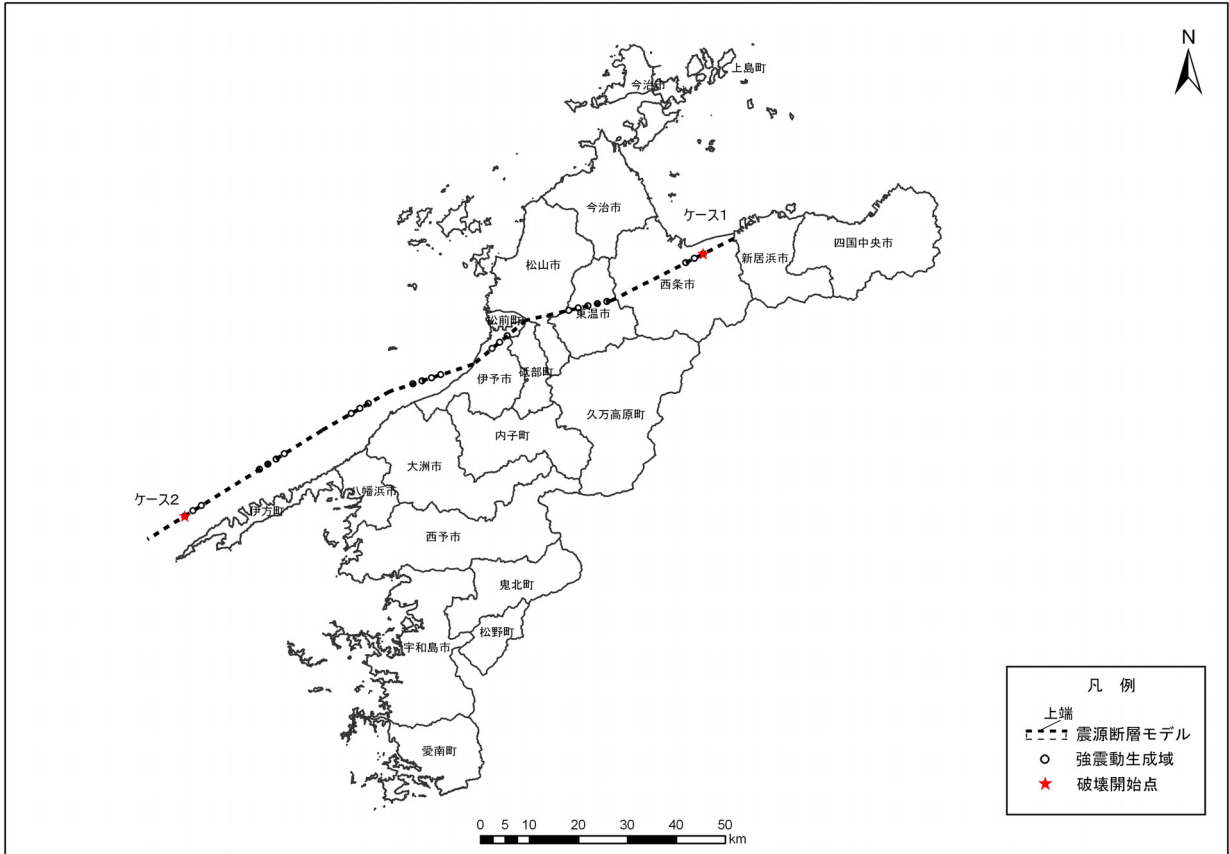 N
上島町
今治市
今治市
ケース1
四国中央市
新居浜市
松山市
西条市
東温市
松前町
伊予市
砥部町
久万高原町
内子町
大洲市
八幡浜市
ケース2
伊方町
西予市
鬼北町
松野町
宇和島市
愛南町
凡 例
上端
震源断層モデル
強震動生成域
破壊開始点
0 5 10 20 30 40 50
km